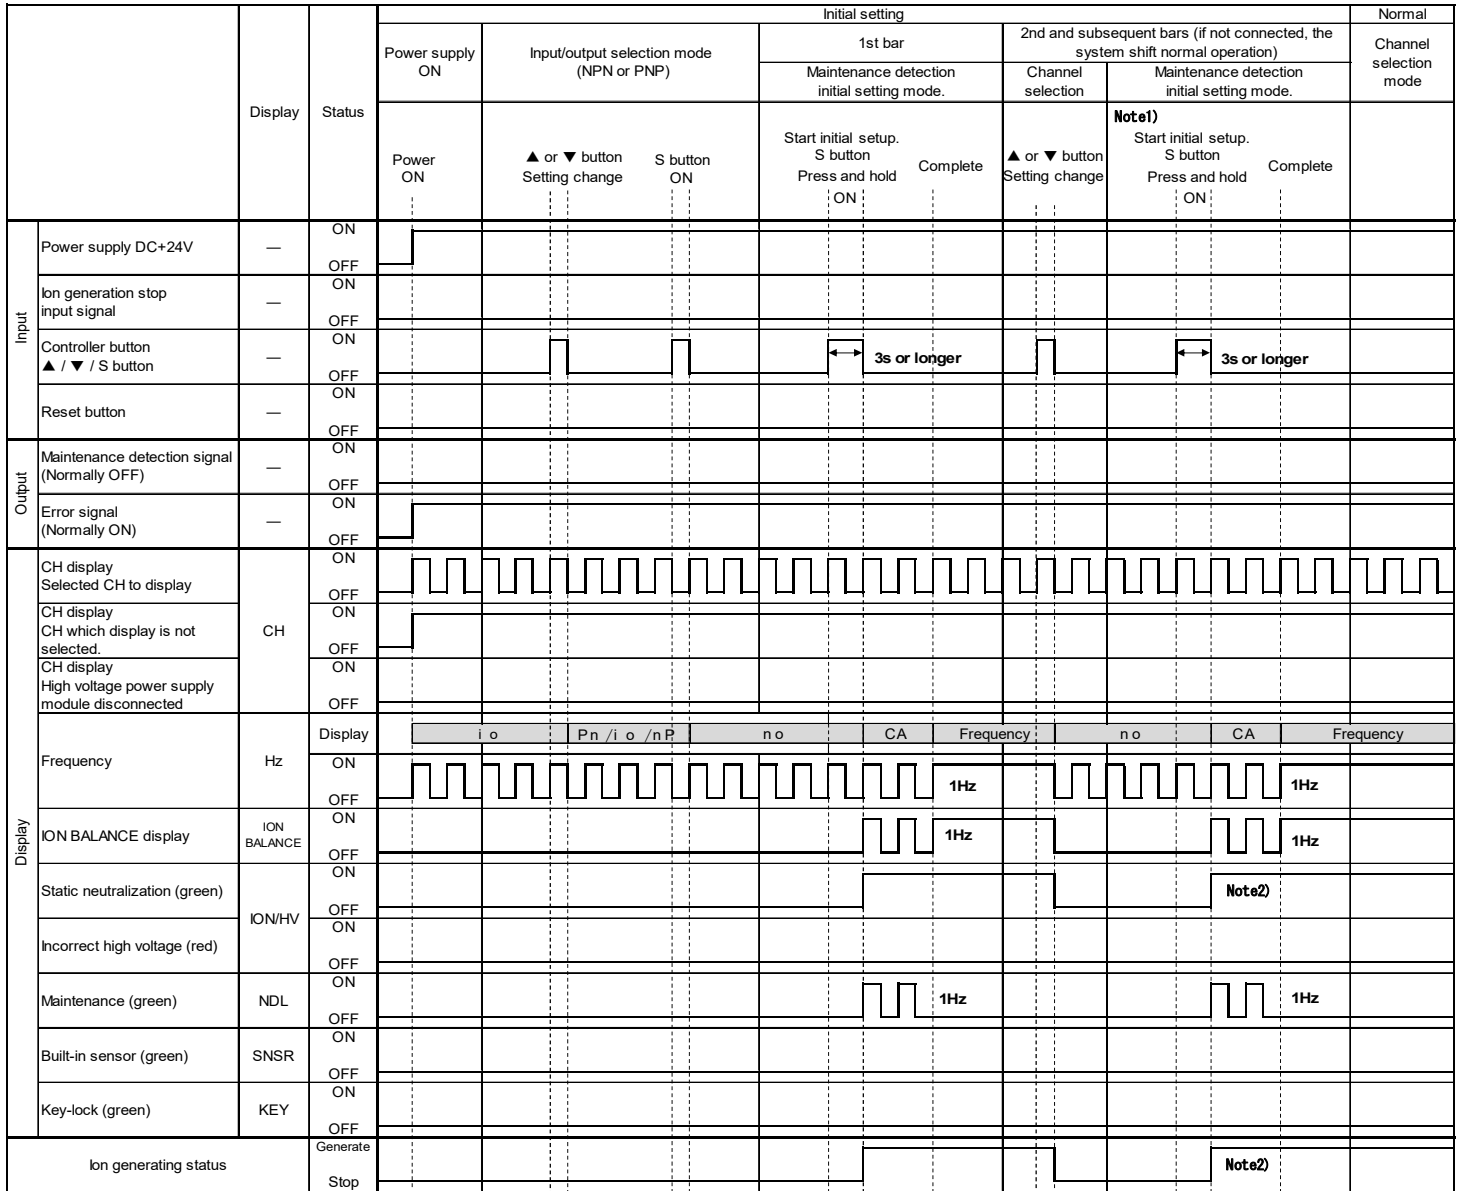 Initial setting
Normal
Display
Status
Power supply
ON
Input/output selection mode
(NPN or PNP)
1st bar
2nd and subsequent bars (if not connected, the
system shift normal operation)
Channel
selection
mode
Maintenance detection
initial setting mode.
Channel
selection
Maintenance detection
initial setting mode.
Power
ON
▲ or ▼ button
Setting change
S button
ON
Start initial setup.
S button
Press and hold
ON
Complete
▲ or ▼ button
Setting change
Note1)
Start initial setup.
S button
Press and hold
ON
Complete
Input
Power supply DC+24V
—
ON
OFF
Ion generation stop
input signal
—
ON
OFF
Controller button
▲ / ▼ / S button
—
ON
OFF
3s or longer
3s or longer
Reset button
—
ON
OFF
Output
Maintenance detection signal
(Normally OFF)
—
ON
OFF
Error signal
(Normally ON)
—
ON
OFF
Display
CH display
Selected CH to display
CH
ON
OFF
CH display
CH which display is not
selected.
ON
OFF
CH display
High voltage power supply
module disconnected
ON
OFF
Frequency
Hz
Display
i o
Pn /i o /nP
no
CA
Frequency
no
CA
Frequency
ON
OFF
1Hz
1Hz
ION BALANCE display
ION
BALANCE
ON
OFF
1Hz
1Hz
Static neutralization (green)
ION/HV
ON
OFF
Note2)
Incorrect high voltage (red)
ON
OFF
Maintenance (green)
NDL
ON
OFF
1Hz
1Hz
Built-in sensor (green)
SNSR
ON
OFF
Key-lock (green)
KEY
ON
OFF
Ion generating status
Generate
Stop
Note2)